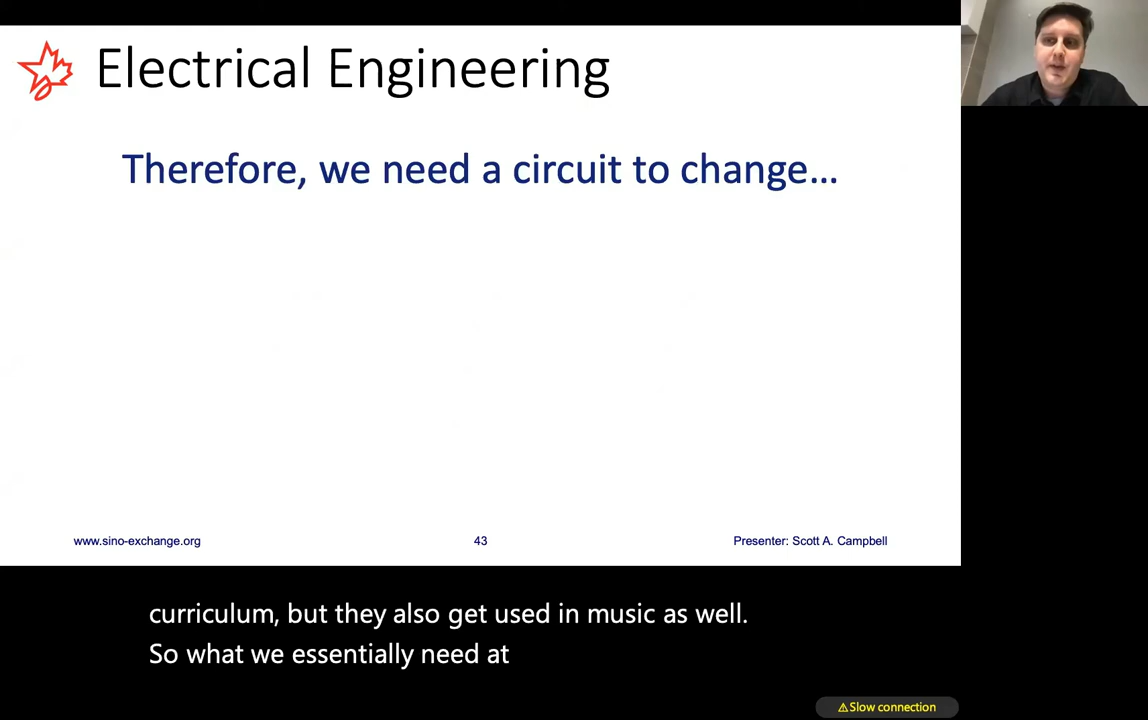 Electrical Engineering
Therefore, we need a circuit to change...
www.sino-exchange.org
43
Presenter: Scott A. Campbell
curriculum, but they also get used in music as well.
So what we essentially need at
⚠Slow connection